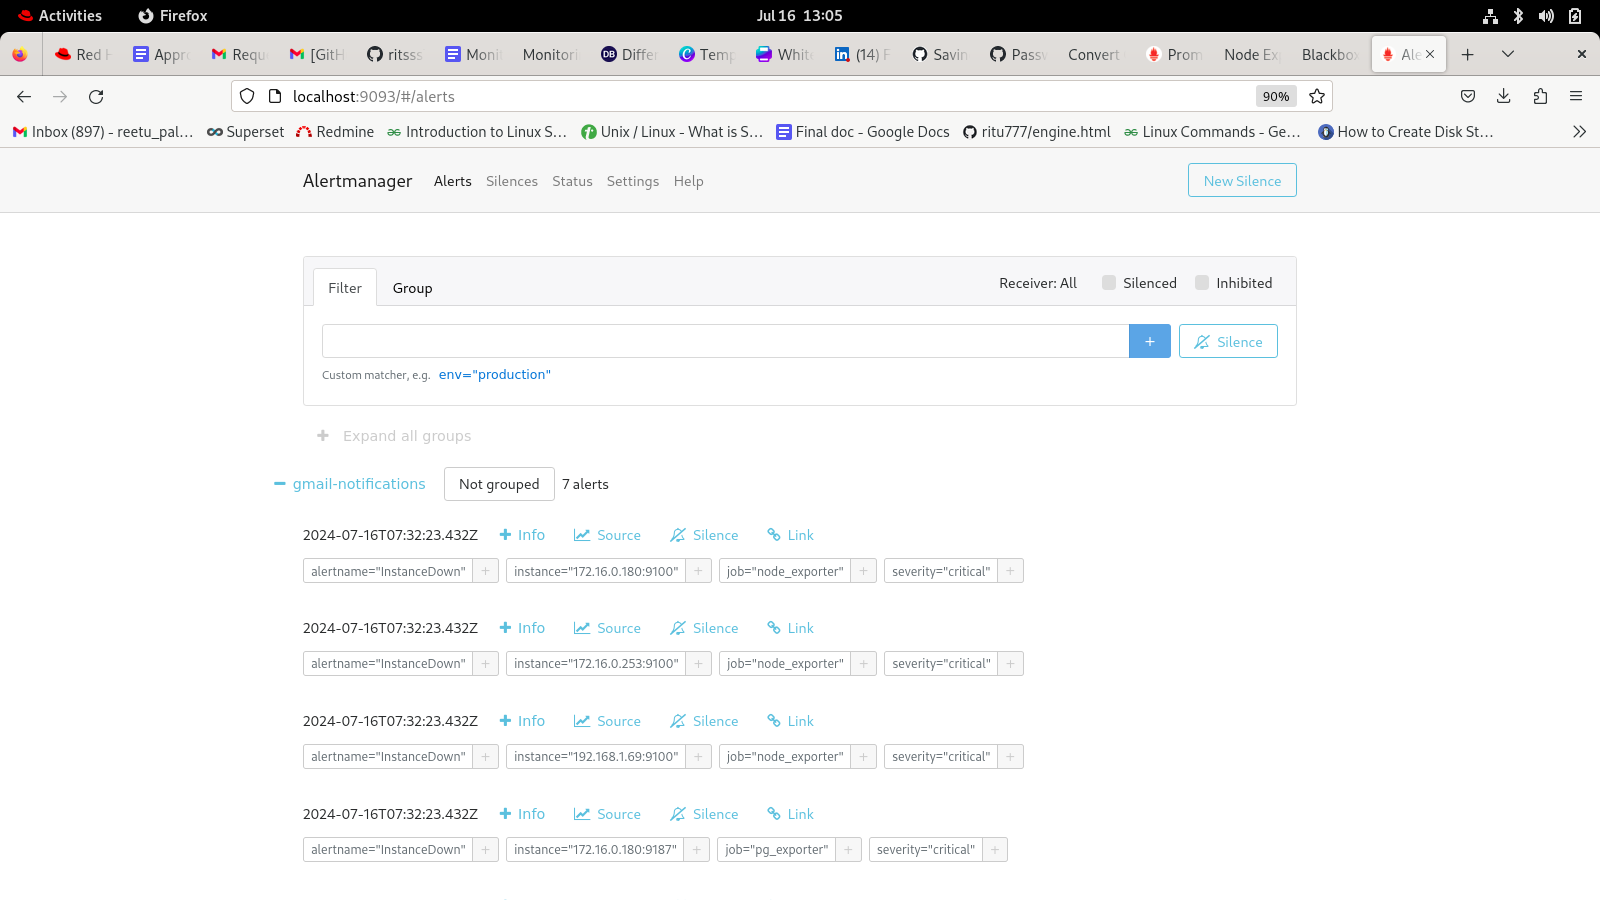 Activities Firefox Jul 16 13:05
Red H Appro Requ [GitH ritsss Moni Monitori Differ Temp White (14) F Savin Passw Convert Prom Node Exp Blackbox Ale
localhost:9093/#/alerts 90%
Inbox (897) - reetu_pal... Superset Redmine Introduction to Linux S... Unix / Linux - What is S... Final doc - Google Docs ritu777/engine.html Linux Commands - Ge... How to Create Disk St...
Alertmanager Alerts Silences Status Settings Help New Silence
Filter Group Receiver: All Silenced Inhibited
+ Silence
Custom matcher, e.g. env="production"
+ Expand all groups
− gmail-notifications Not grouped 7 alerts
2024-07-16T07:32:23.432Z + Info Source Silence Link
alertname="InstanceDown" + instance="172.16.0.180:9100" + job="node_exporter" + severity="critical" +
2024-07-16T07:32:23.432Z + Info Source Silence Link
alertname="InstanceDown" + instance="172.16.0.253:9100" + job="node_exporter" + severity="critical" +
2024-07-16T07:32:23.432Z + Info Source Silence Link
alertname="InstanceDown" + instance="192.168.1.69:9100" + job="node_exporter" + severity="critical" +
2024-07-16T07:32:23.432Z + Info Source Silence Link
alertname="InstanceDown" + instance="172.16.0.180:9187" + job="pg_exporter" + severity="critical" +